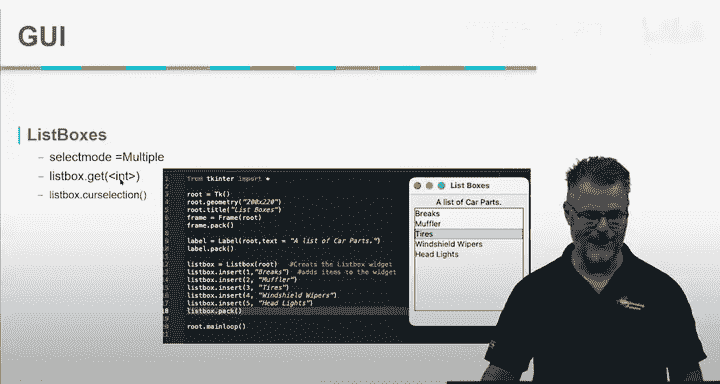 GUI
ListBoxes
– selectmode =Multiple
– listbox.get(<int>)
– listbox.curselection()
from tkinter import *
root = Tk()
root.geometry("200x220")
root.title("List Boxes")
frame = Frame(root)
frame.pack()
label = Label(root,text = "A list of Car Parts.")
label.pack()
listbox = Listbox(root) #Creats the Listbox widget
listbox.insert(1,"Breaks") #adds items to the widget
listbox.insert(2, "Muffler")
listbox.insert(3, "Tires")
listbox.insert(4, "Windshield Wipers")
listbox.insert(5, "Head Lights")
listbox.pack()
root.mainloop()
List Boxes
A list of Car Parts.
Breaks
Muffler
Tires
Windshield Wipers
Head Lights